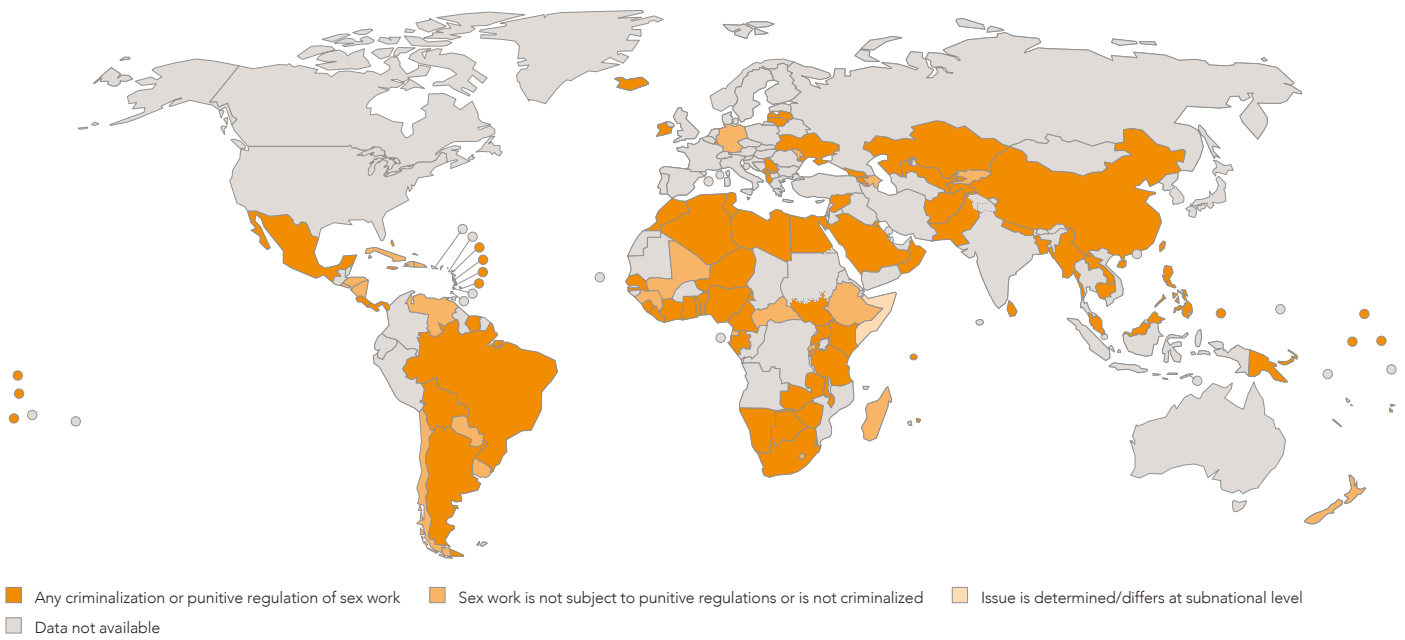 Any criminalization or punitive regulation of sex work
Sex work is not subject to punitive regulations or is not criminalized
Issue is determined/differs at subnational level
Data not available